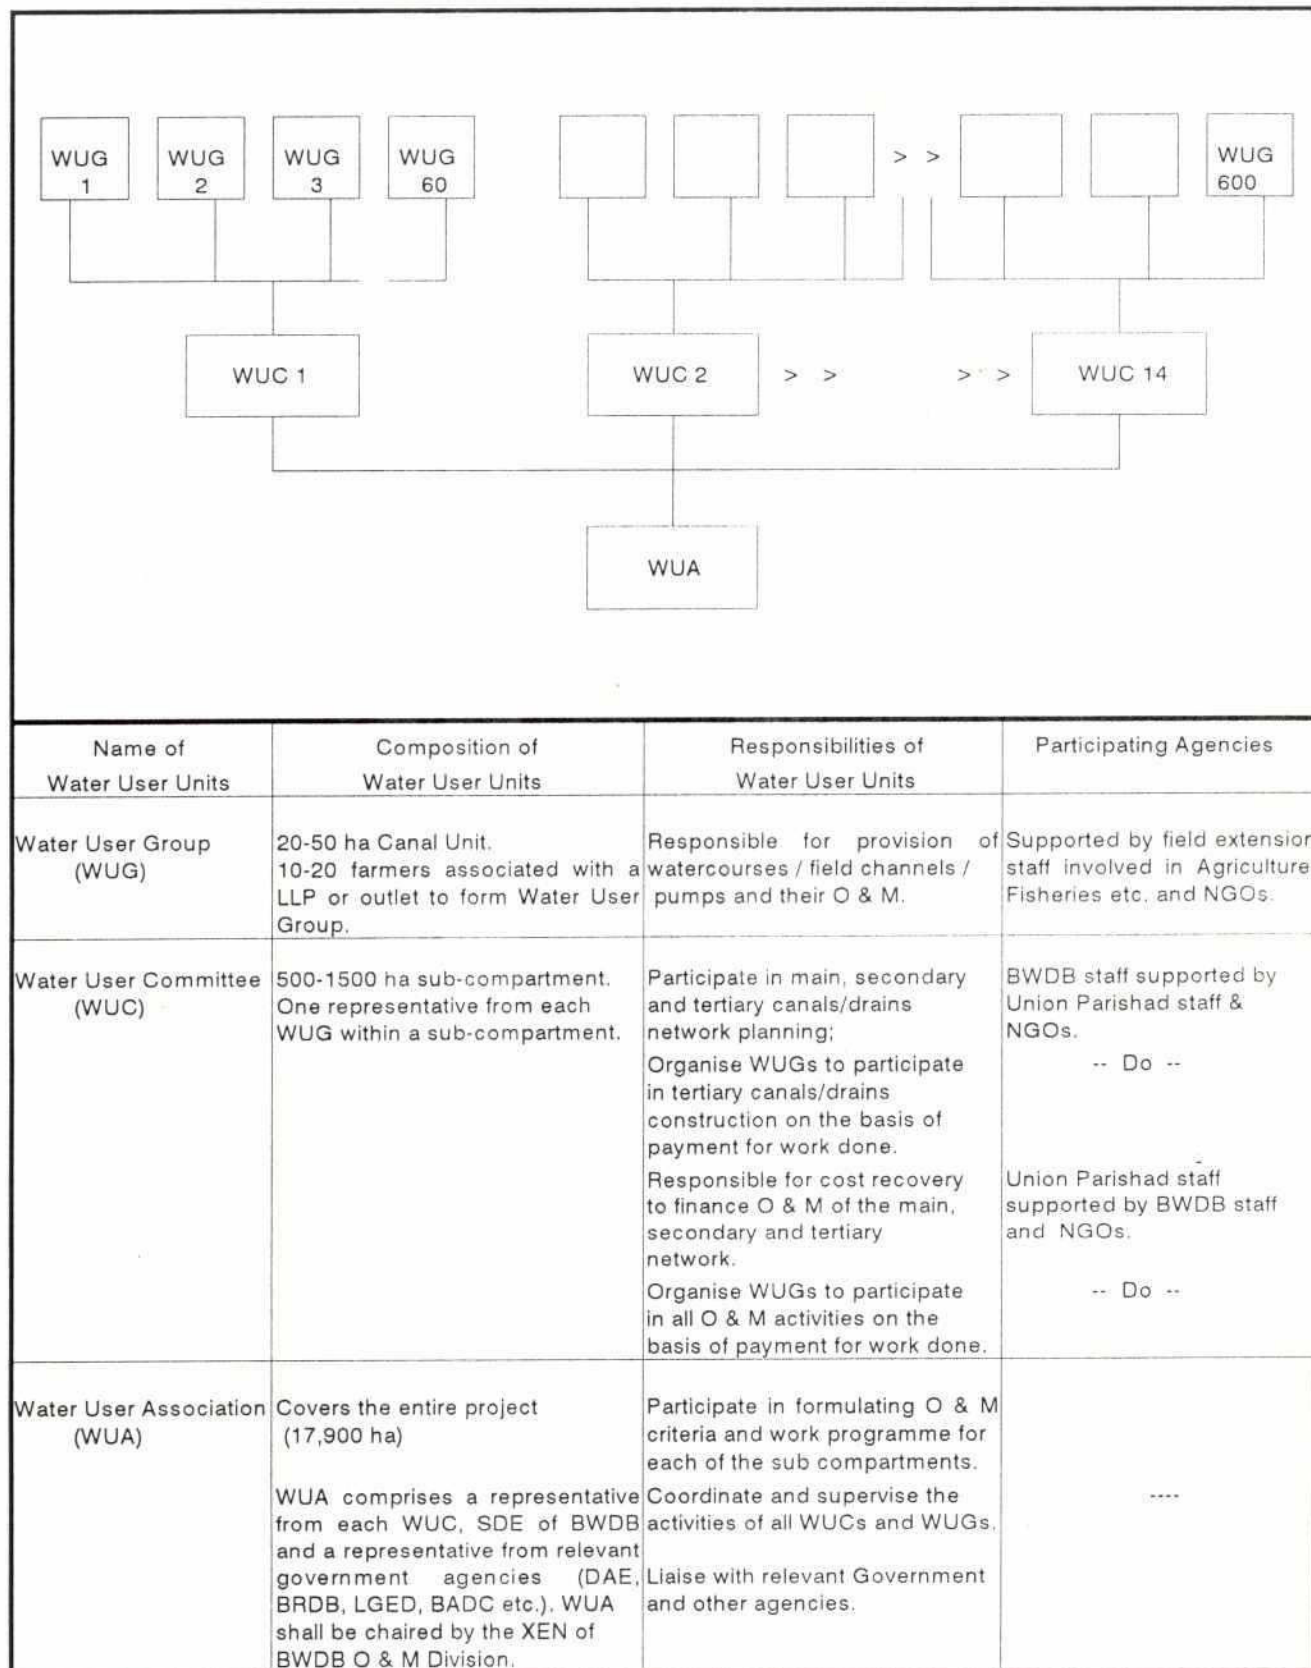 WUG 1
WUG 2
WUG 3
WUG 60
> >
WUG 600
WUC 1
WUC 2
> >
> >
WUC 14
WUA
Name of
Water User Units
Composition of
Water User Units
Responsibilities of
Water User Units
Participating Agencies
Water User Group
(WUG)
20-50 ha Canal Unit.
10-20 farmers associated with a
LLP or outlet to form Water User
Group.
Responsible for provision of
watercourses / field channels /
pumps and their O & M.
Supported by field extension
staff involved in Agriculture
Fisheries etc. and NGOs.
Water User Committee
(WUC)
500-1500 ha sub-compartment.
One representative from each
WUG within a sub-compartment.
Participate in main, secondary
and tertiary canals/drains
network planning;
BWDB staff supported by
Union Parishad staff &
NGOs.
Organise WUGs to participate
in tertiary canals/drains
construction on the basis of
payment for work done.
-- Do --
Responsible for cost recovery
to finance O & M of the main,
secondary and tertiary
network.
Union Parishad staff
supported by BWDB staff
and NGOs.
Organise WUGs to participate
in all O & M activities on the
basis of payment for work done.
-- Do --
Water User Association
(WUA)
Covers the entire project
(17,900 ha)
WUA comprises a representative
from each WUC, SDE of BWDB
and a representative from relevant
government agencies (DAE,
BRDB, LGED, BADC etc.). WUA
shall be chaired by the XEN of
BWDB O & M Division.
Participate in formulating O & M
criteria and work programme for
each of the sub compartments.
Coordinate and supervise the
activities of all WUCs and WUGs.
Liaise with relevant Government
and other agencies.
----